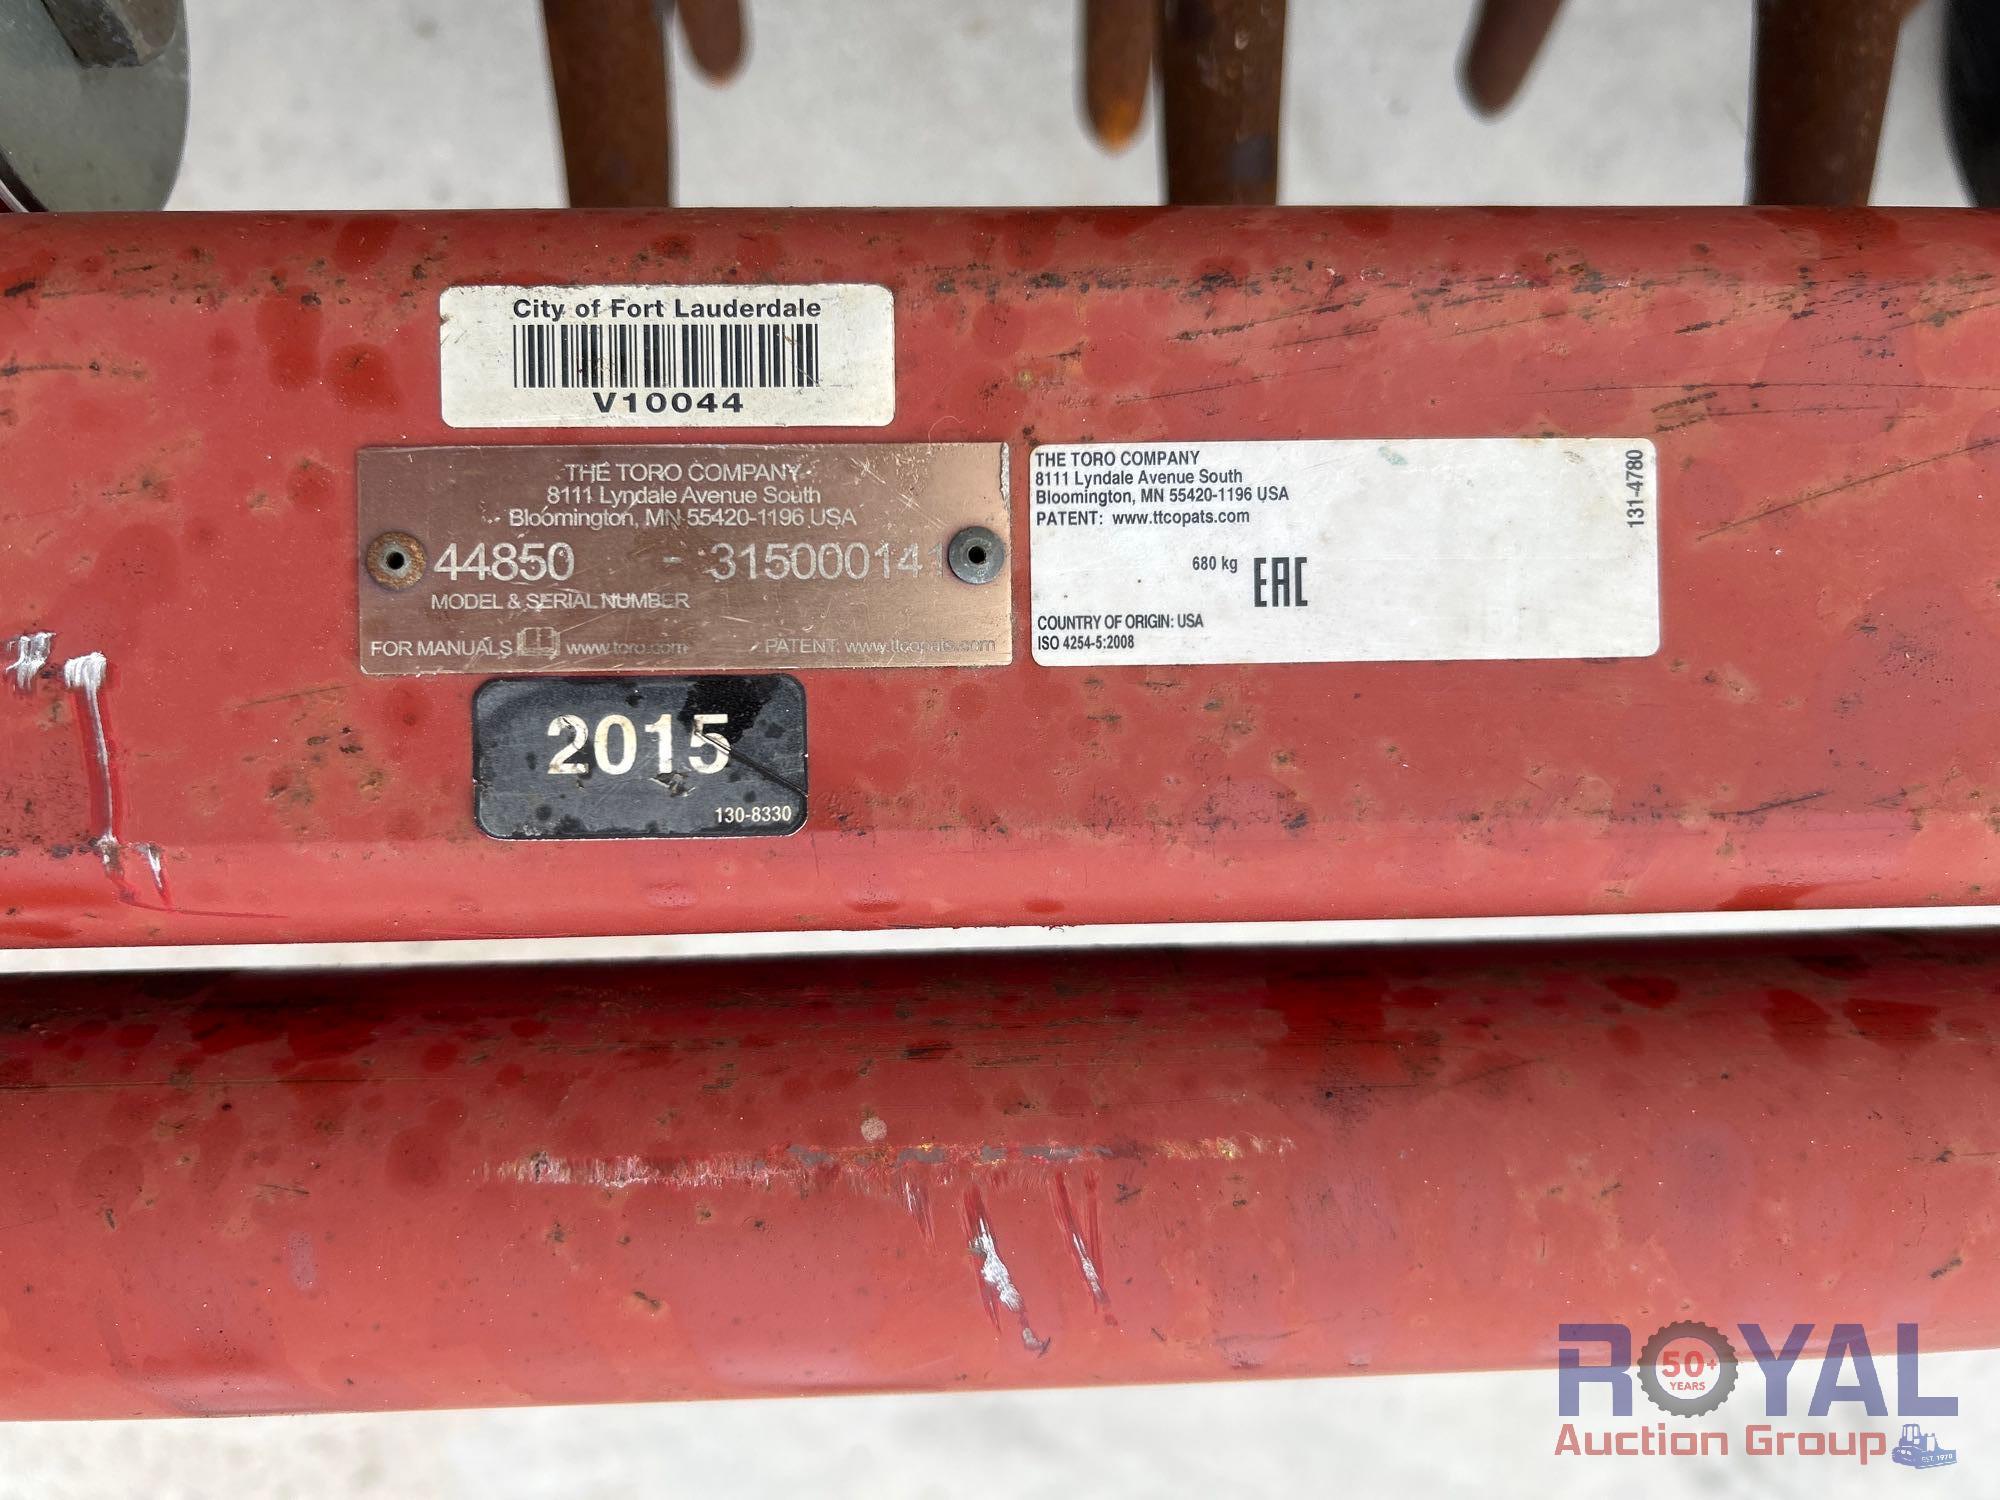 City of Fort Lauderdale
V10044
THE TORO COMPANY
8111 Lyndale Avenue South
Bloomington, MN 55420-1196 USA
44850 - 315000141
MODEL & SERIAL NUMBER
FOR MANUALS www.toro.com PATENT: www.ttcopats.com
THE TORO COMPANY
8111 Lyndale Avenue South
Bloomington, MN 55420-1196 USA
PATENT: www.ttcopats.com
131-4780
680 kg EAC
COUNTRY OF ORIGIN: USA
ISO 4254-5:2008
2015
130-8330
ROYAL
50+
YEARS
Auction Group
EST. 1970